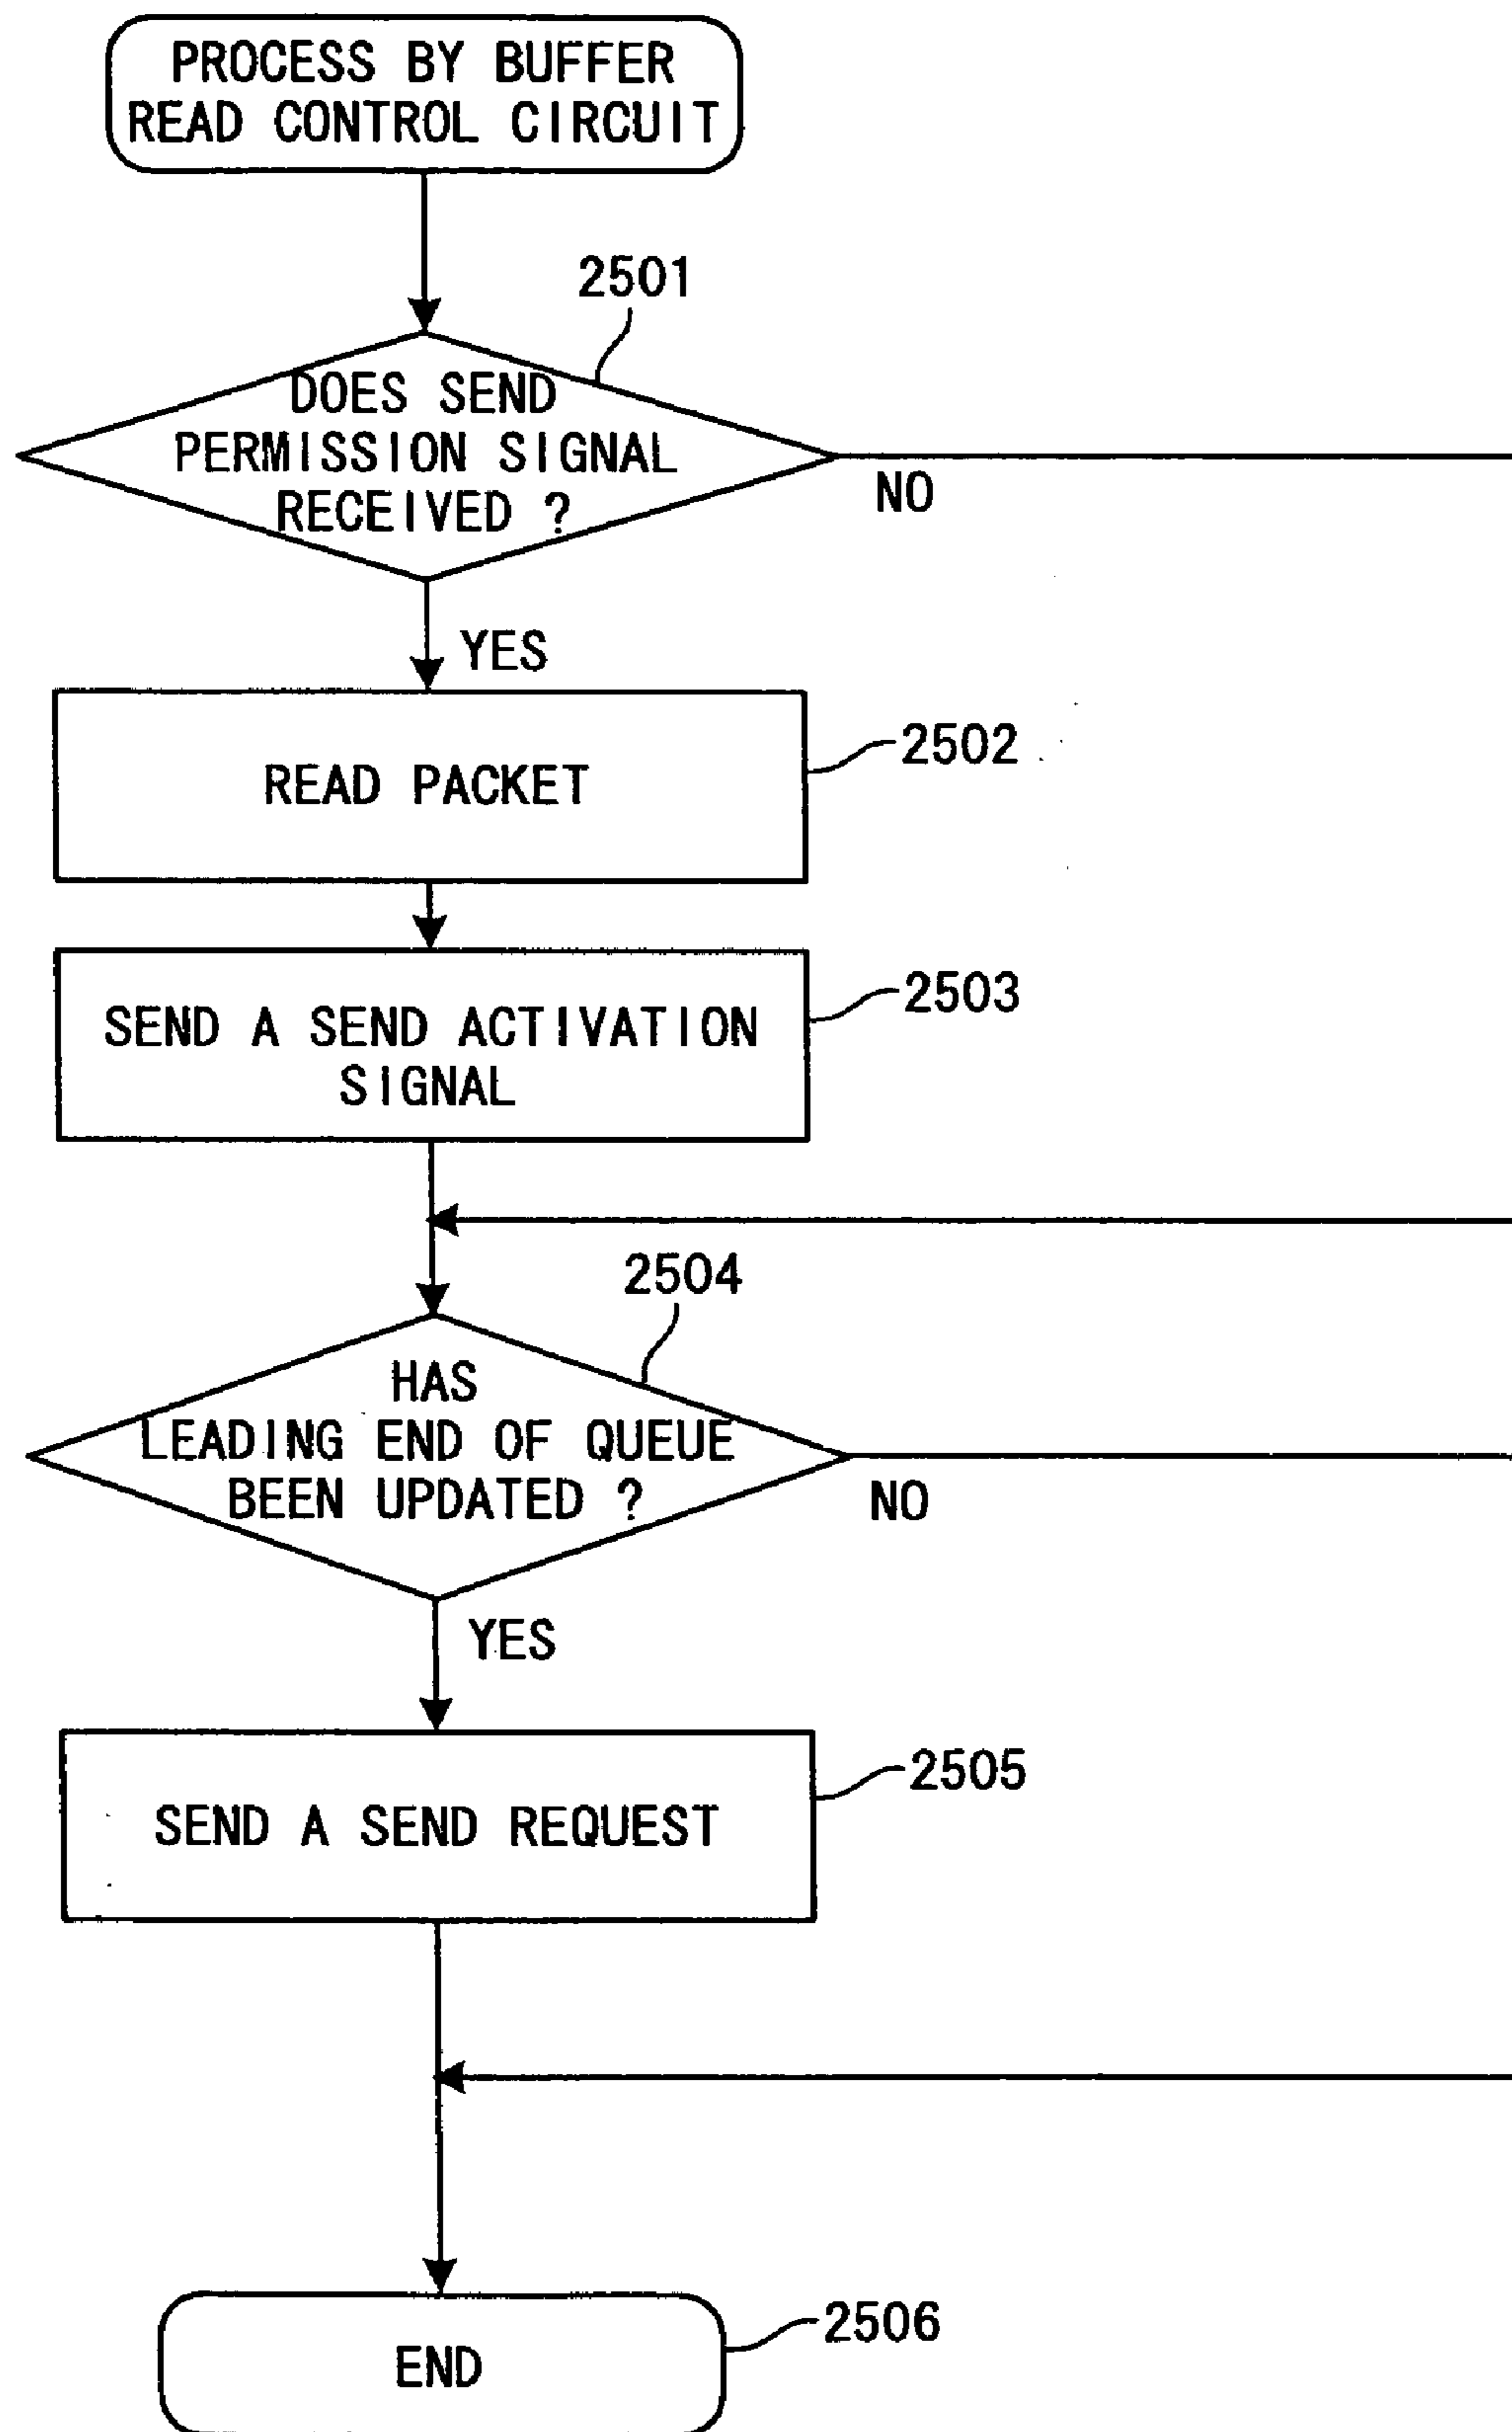 PROCESS BY BUFFER
READ CONTROL CIRCUIT
2501
DOES SEND
PERMISSION SIGNAL
RECEIVED ?
NO
YES
2502
READ PACKET
2503
SEND A SEND ACTIVATION
SIGNAL
2504
HAS
LEADING END OF QUEUE
BEEN UPDATED ?
NO
YES
2505
SEND A SEND REQUEST
2506
END